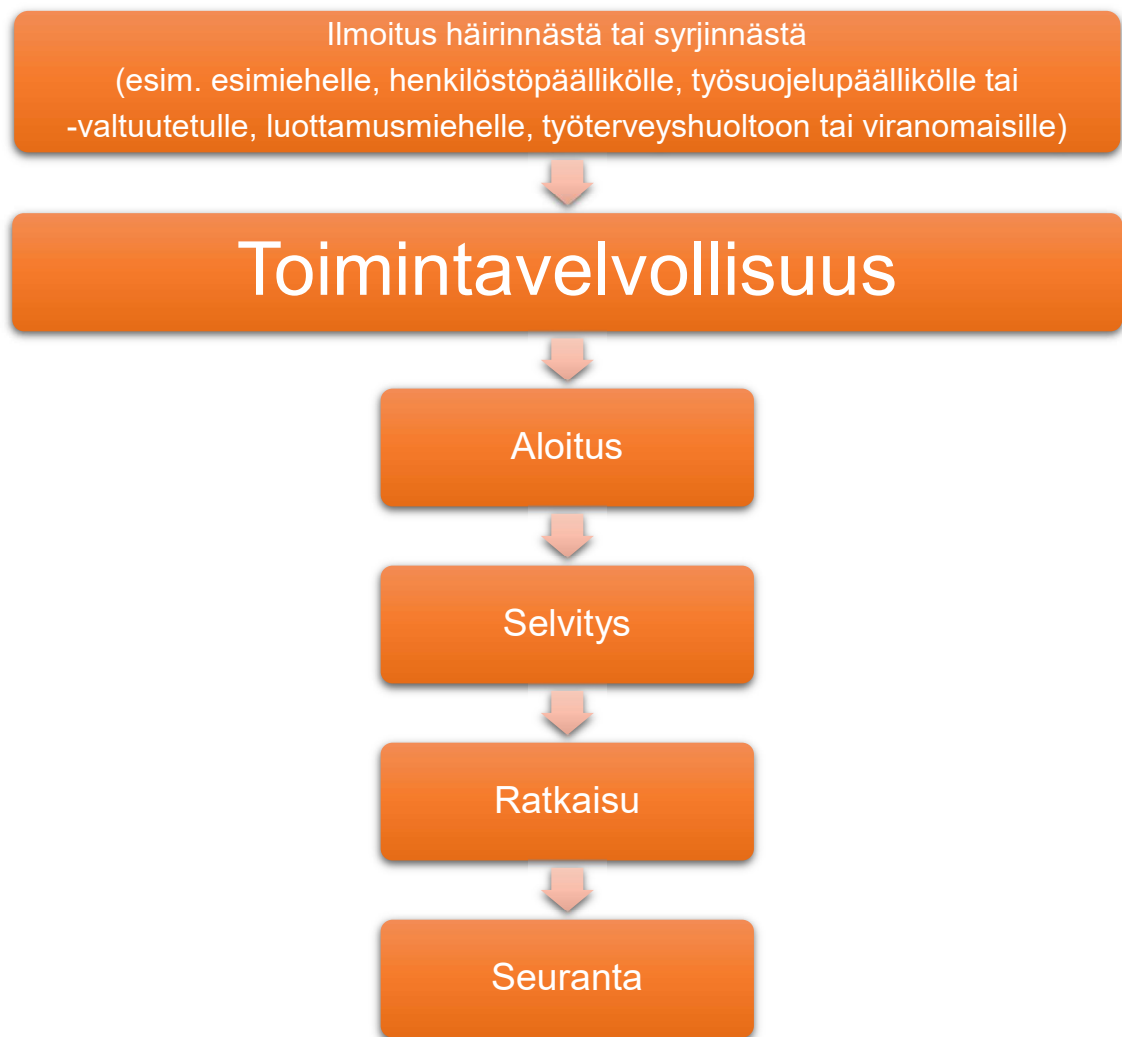 Ilmoitus häirinnästä tai syrjinnästä
(esim. esimiehelle, henkilöstöpäällikölle, työsuojelupäällikölle tai
-valtuutetulle, luottamusmiehelle, työterveyshuoltoon tai viranomaisille)
Toimintavelvollisuus
Aloitus
Selvitys
Ratkaisu
Seuranta